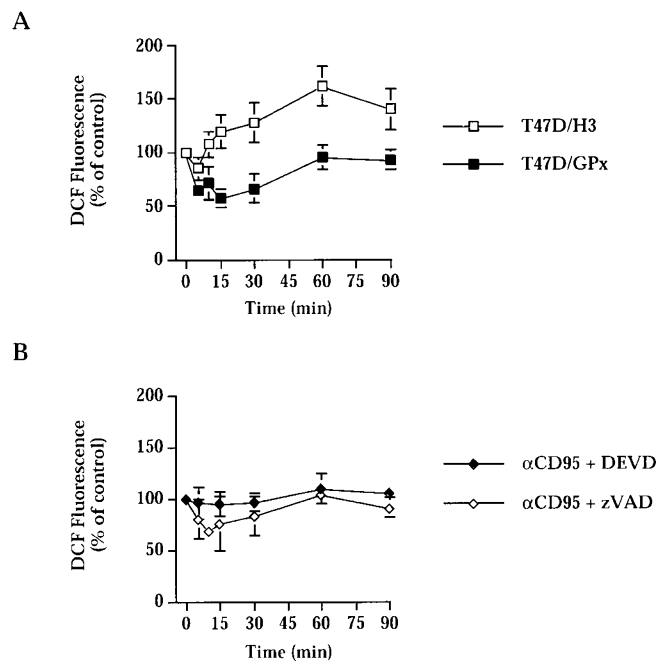 A
DCF Fluorescence
(% of control)
200
150
100
50
0
0 15 30 45 60 75 90
Time (min)
T47D/H3
T47D/GPx
B
DCF Fluorescence
(% of control)
200
150
100
50
0
0 15 30 45 60 75 90
Time (min)
αCD95 + DEVD
αCD95 + zVAD